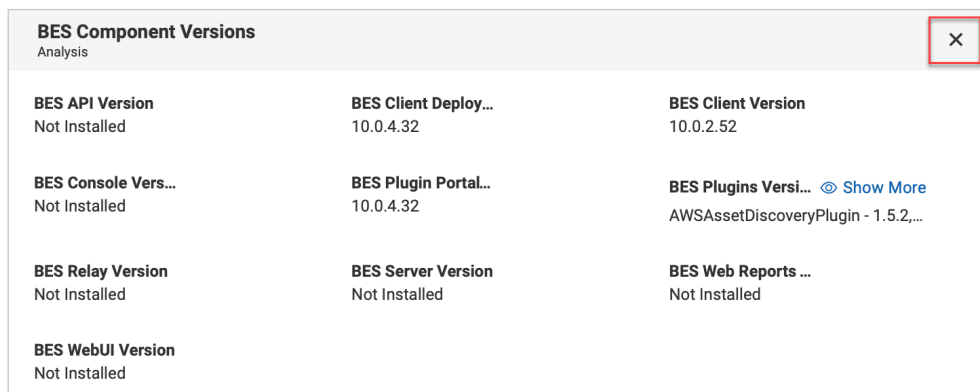 BES Component Versions
Analysis
BES API Version
Not Installed
BES Client Deploy...
10.0.4.32
BES Client Version
10.0.2.52
BES Console Vers...
Not Installed
BES Plugin Portal...
10.0.4.32
BES Plugins Versi... Show More
AWSAssetDiscoveryPlugin - 1.5.2,...
BES Relay Version
Not Installed
BES Server Version
Not Installed
BES Web Reports ...
Not Installed
BES WebUI Version
Not Installed